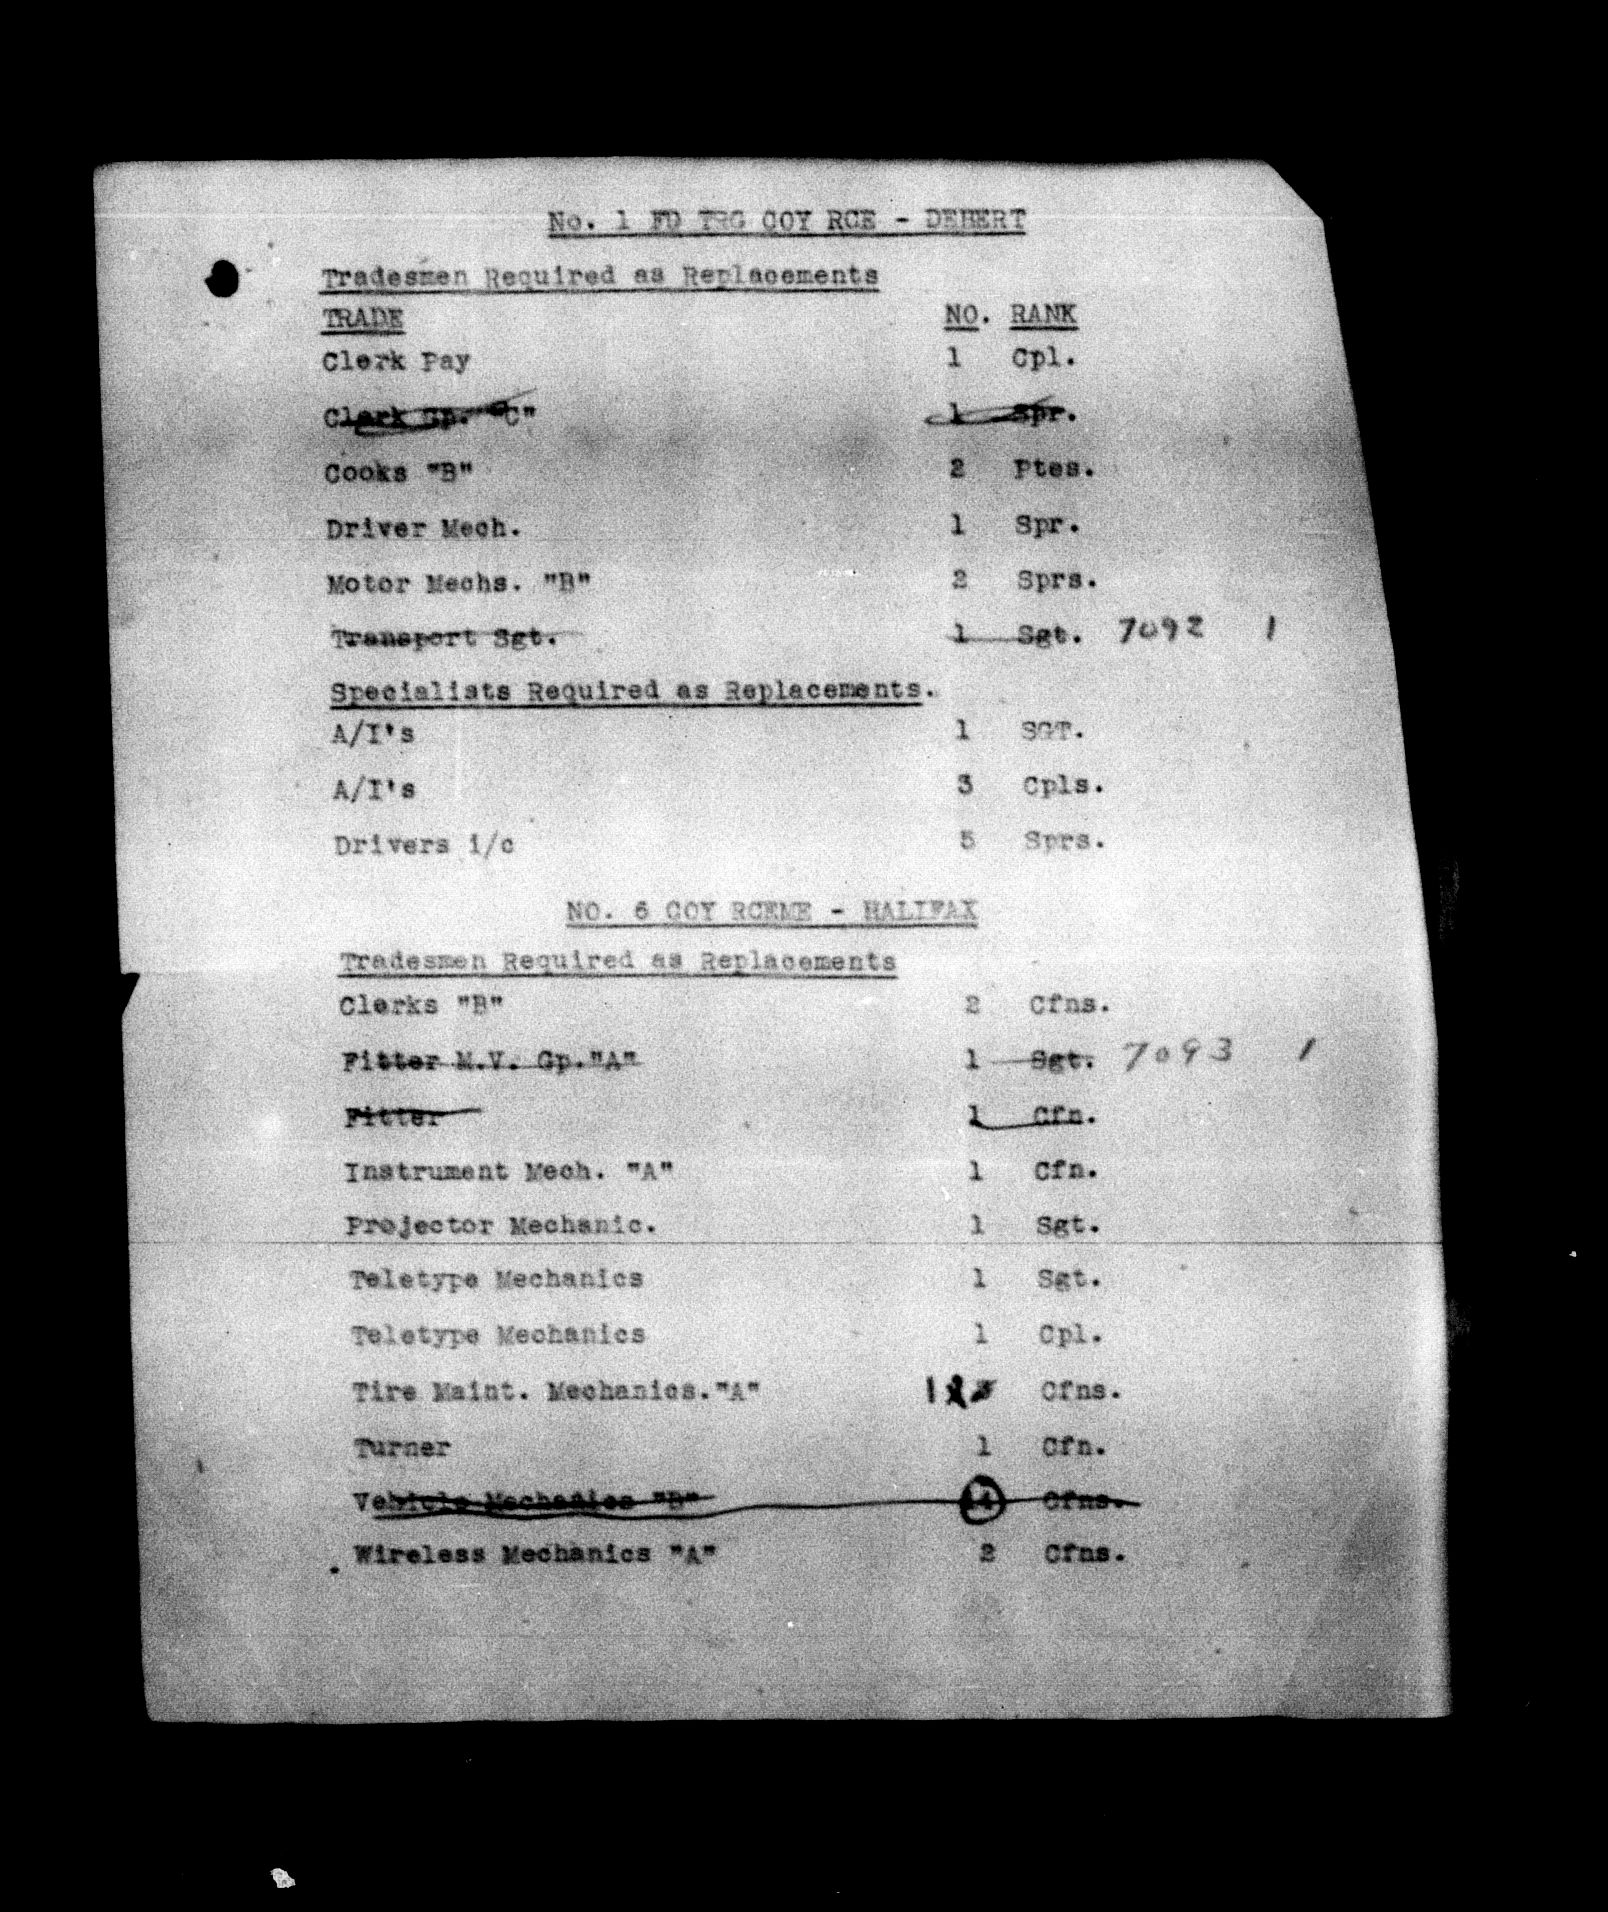 No. 1 FD TRG COY RCE - DEBERT
Tradesmen Required as Replacements
TRADE NO. RANK
Clerk Pay 1 Cpl.
Clerk Gp. "C" 1 Spr.
Cooks "B" 2 Ptes.
Driver Mech. 1 Spr.
Motor Mechs. "B" 2 Sprs.
Transport Sgt. 1 Sgt. 7092 1
Specialists Required as Replacements.
A/I's 1 SGT.
A/I's 3 Cpls.
Drivers i/c 5 Sprs.
NO. 6 COY RCEME - HALIFAX
Tradesmen Required as Replacements
Clerks "B" 2 Cfns.
Fitter M.V. Gp."A" 1 Sgt. 7093 1
Fitter 1 Cfn.
Instrument Mech. "A" 1 Cfn.
Projector Mechanic. 1 Sgt.
Teletype Mechanics 1 Sgt.
Teletype Mechanics 1 Cpl.
Tire Maint. Mechanics."A" 1 Cfns.
Turner 1 Cfn.
Vehicle Mechanics "B" 14 Cfns.
Wireless Mechanics "A" 2 Cfns.